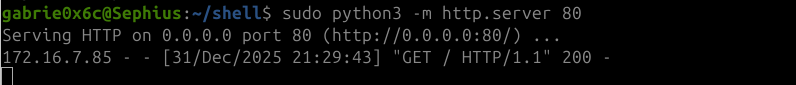 gabrie0x6c@Sephius:~/shell$ sudo python3 -m http.server 80
Serving HTTP on 0.0.0.0 port 80 (http://0.0.0.0:80/) ...
172.16.7.85 - - [31/Dec/2025 21:29:43] "GET / HTTP/1.1" 200 -